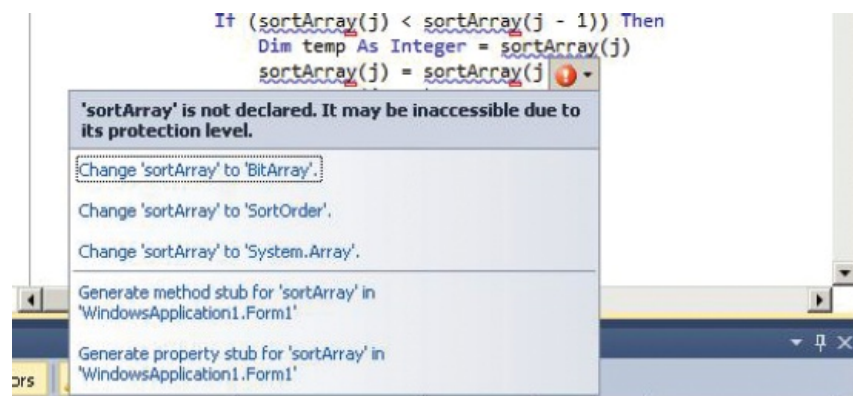 If (sortArray(j) < sortArray(j - 1)) Then
Dim temp As Integer = sortArray(j)
sortArray(j) = sortArray(j
'sortArray' is not declared. It may be inaccessible due to
its protection level.
Change 'sortArray' to 'BitArray'.
Change 'sortArray' to 'SortOrder'.
Change 'sortArray' to 'System.Array'.
Generate method stub for 'sortArray' in
'WindowsApplication1.Form1'
Generate property stub for 'sortArray' in
'WindowsApplication1.Form1'
ors